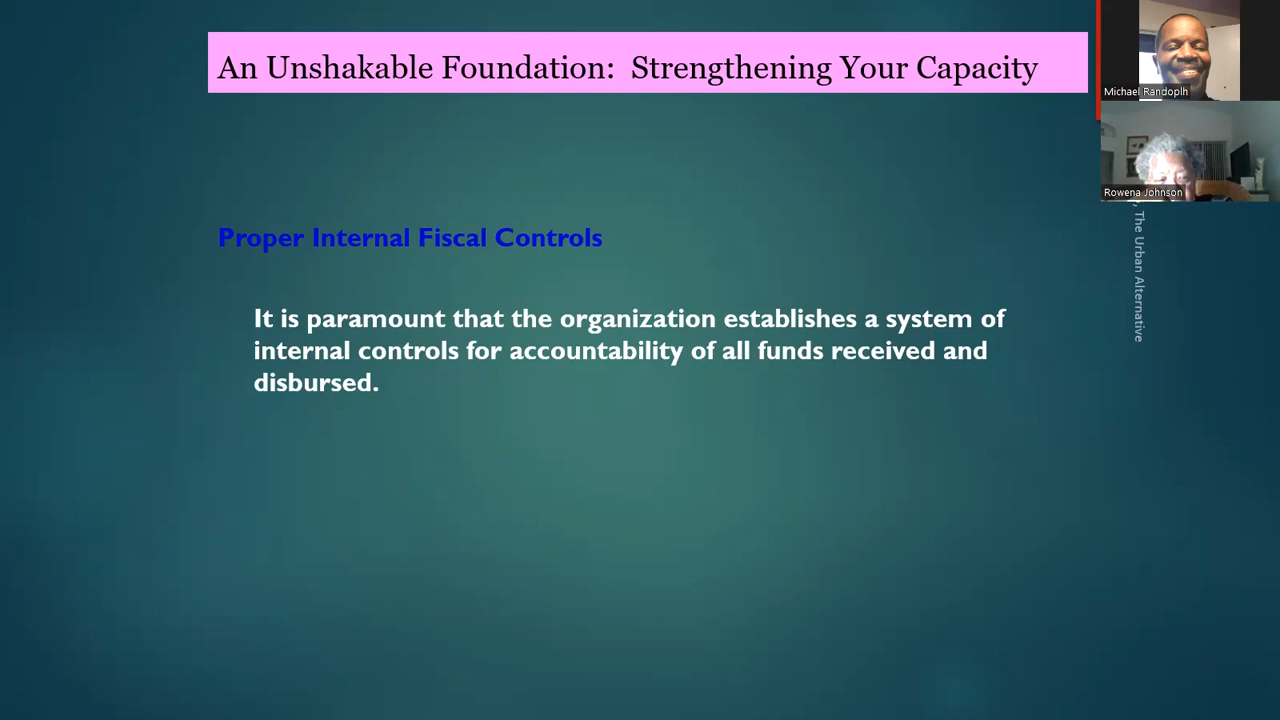 An Unshakable Foundation: Strengthening Your Capacity
Michael Randoplh
Rowena Johnson
Proper Internal Fiscal Controls
It is paramount that the organization establishes a system of
internal controls for accountability of all funds received and
disbursed.
The Urban Alternative